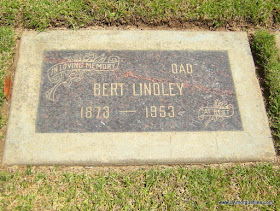 IN LOVING MEMORY
DAD
BERT LINDLEY
1873 - 1953